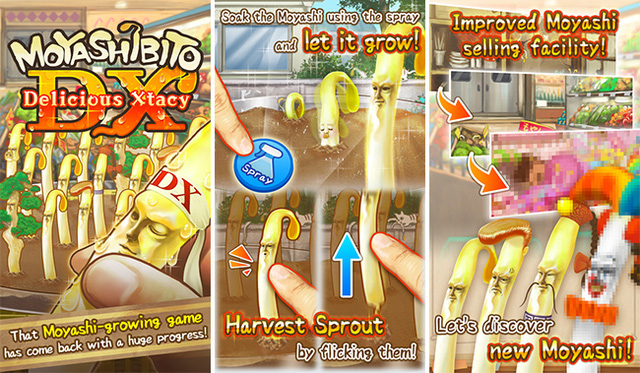 MOYASHIBITO
DX
Delicious Xtacy
DX
That Moyashi-growing game
has come back with a huge progress!
Soak the Moyashi using the spray
and let it grow!
Spray
Harvest Sprout
by flicking them!
Improved Moyashi
selling facility!
Let's discover
new Moyashi!